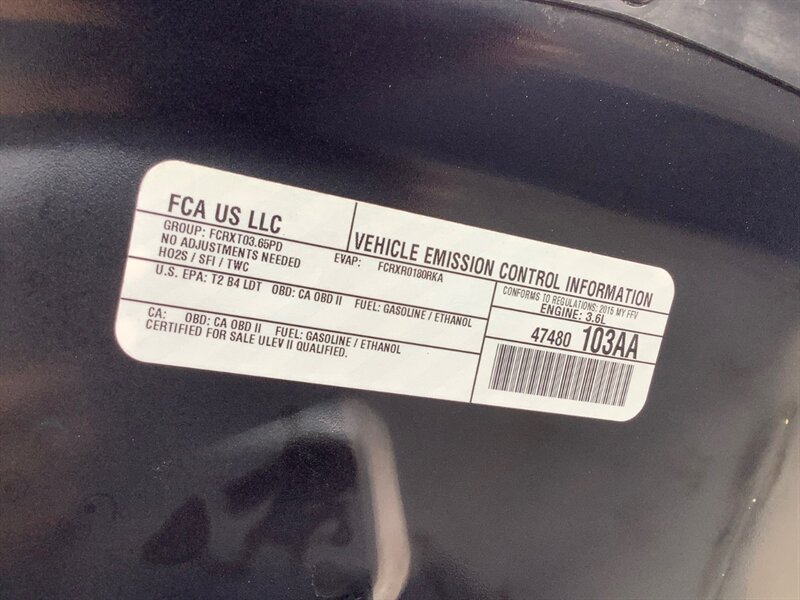 FCA US LLC
VEHICLE EMISSION CONTROL INFORMATION
GROUP: FCRXT03.65PD
EVAP: FCRXR0180RKA
NO ADJUSTMENTS NEEDED
HO2S / SFI / TWC
CONFORMS TO REGULATIONS: 2015 MY FFV
U.S. EPA: T2 B4 LDT OBD: CA OBD II FUEL: GASOLINE / ETHANOL
ENGINE: 3.6L
CA: OBD: CA OBD II FUEL: GASOLINE / ETHANOL
CERTIFIED FOR SALE ULEV II QUALIFIED.
47480 103AA